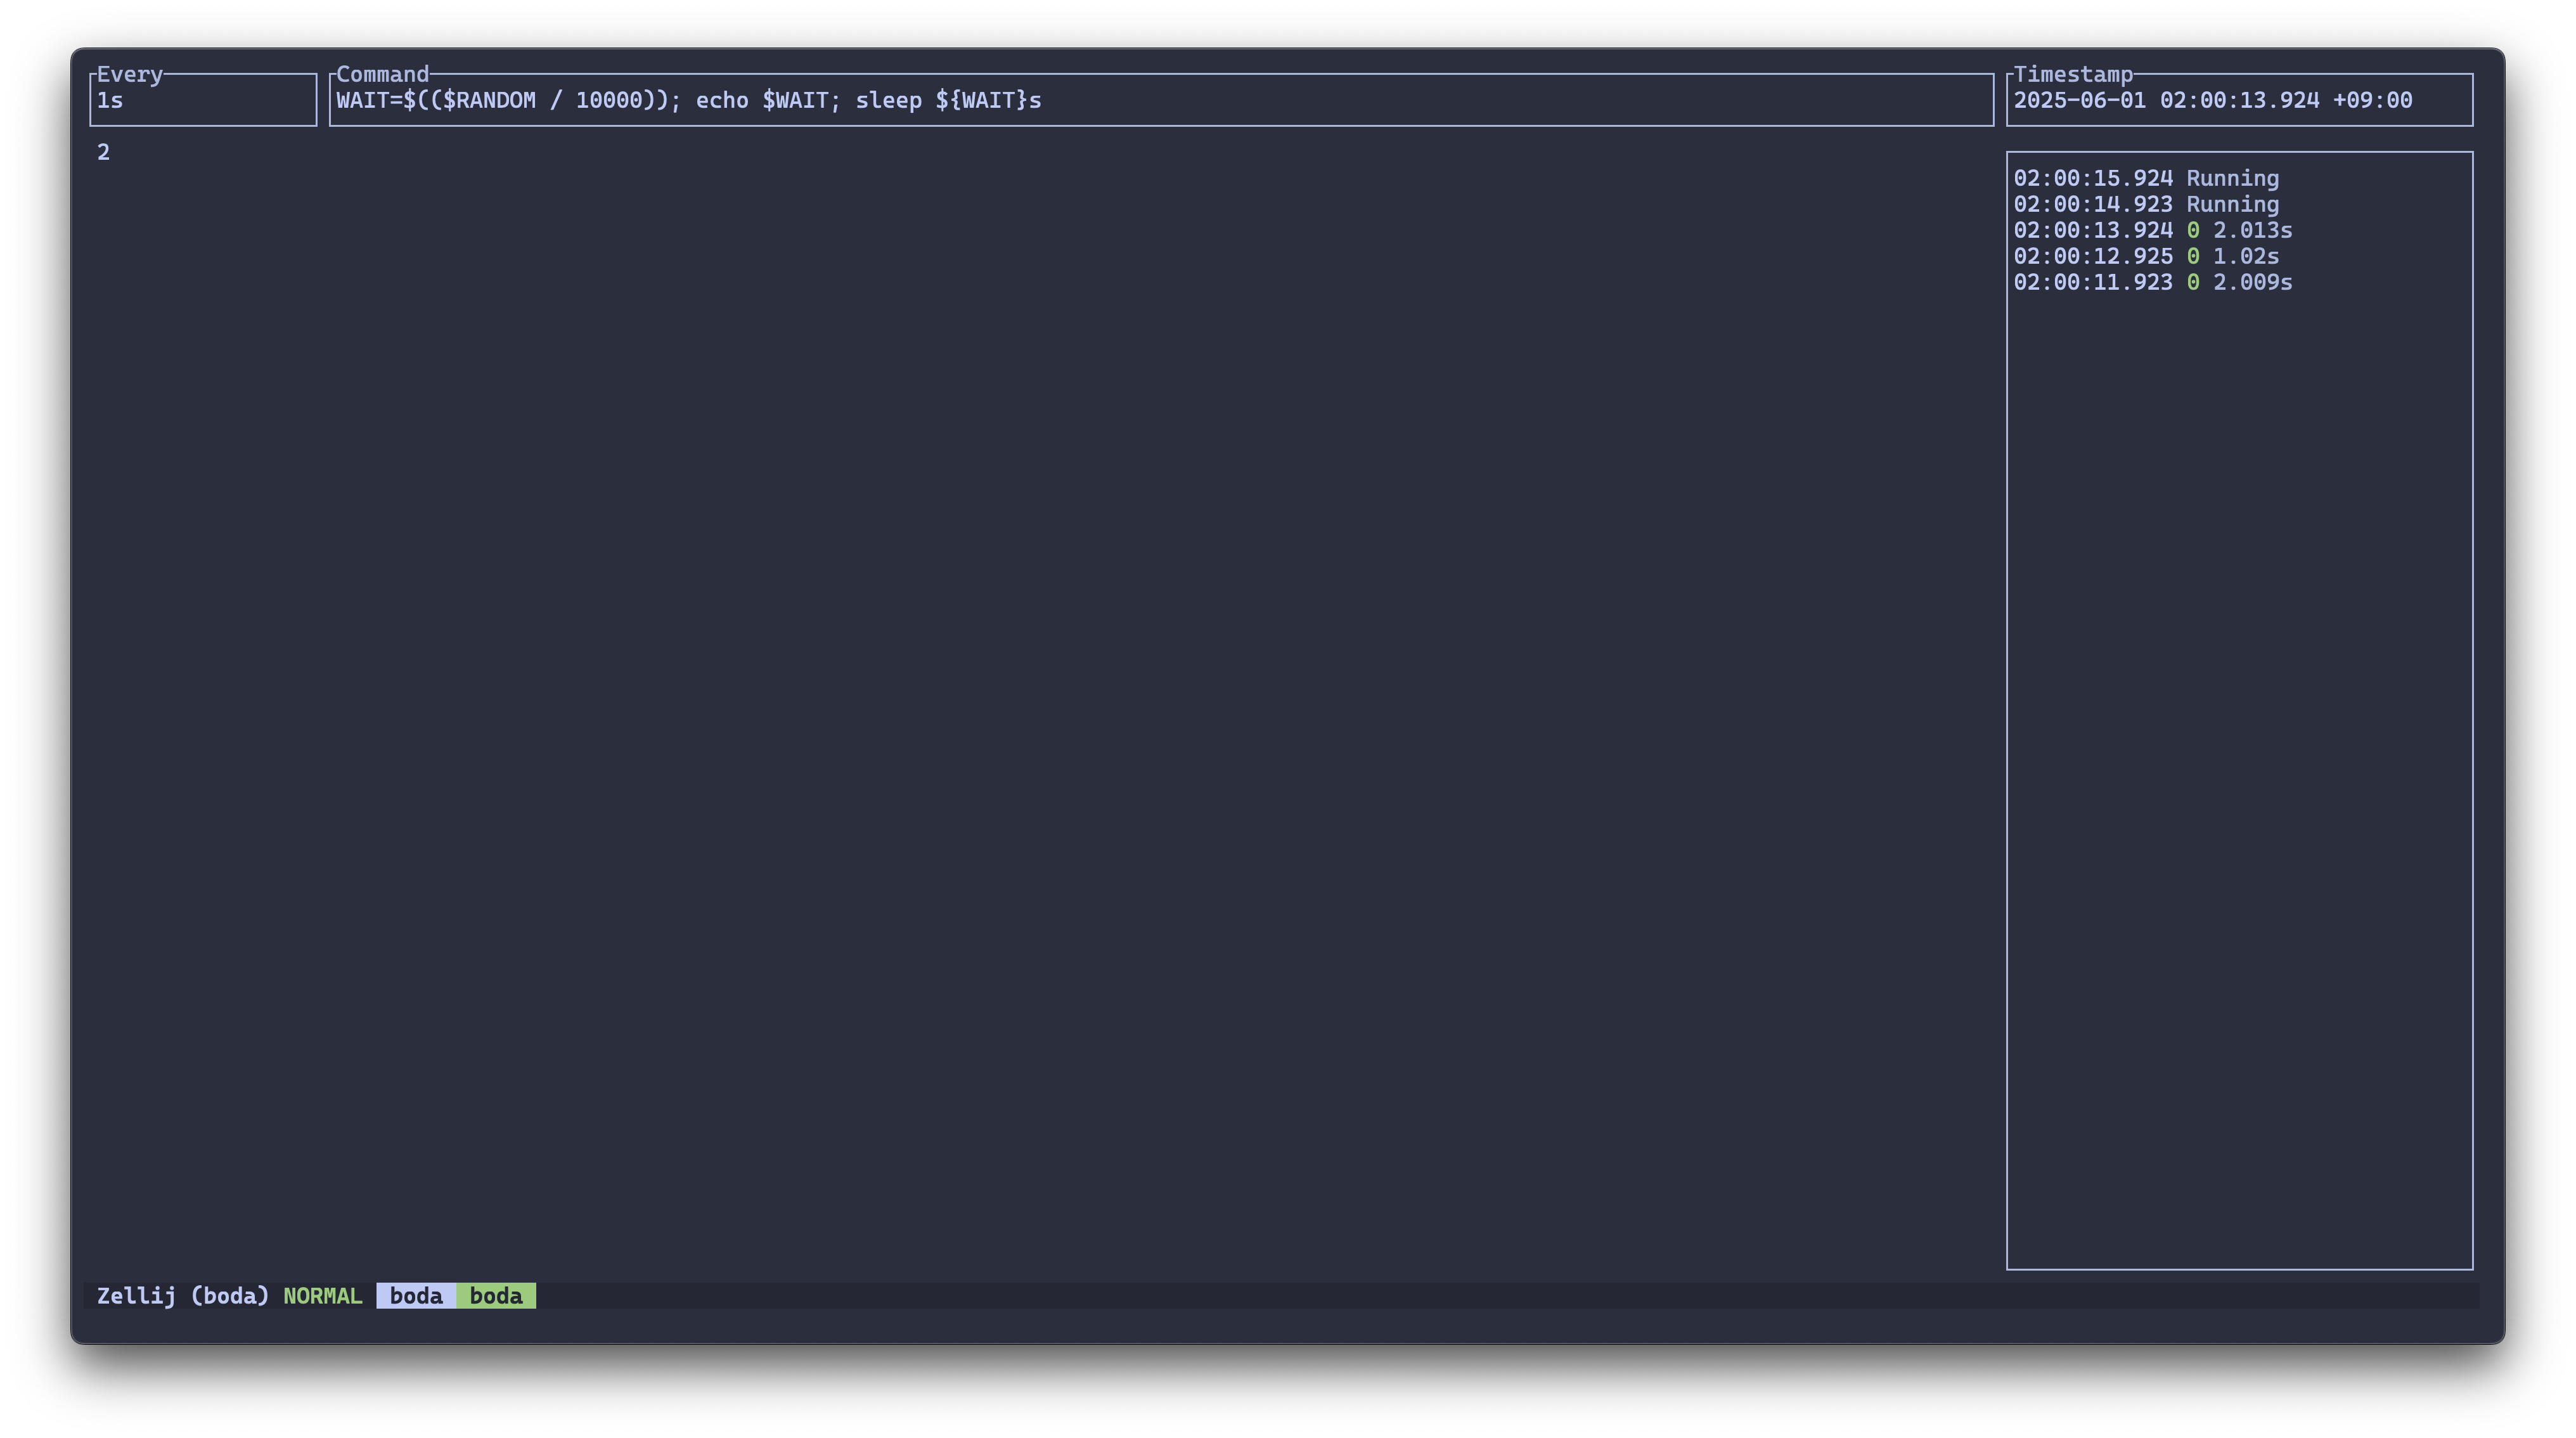 Every
1s
Command
WAIT=$(($RANDOM / 10000)); echo $WAIT; sleep ${WAIT}s
Timestamp
2025-06-01 02:00:13.924 +09:00
2
02:00:15.924 Running
02:00:14.923 Running
02:00:13.924 0 2.013s
02:00:12.925 0 1.02s
02:00:11.923 0 2.009s
Zellij (boda) NORMAL boda boda